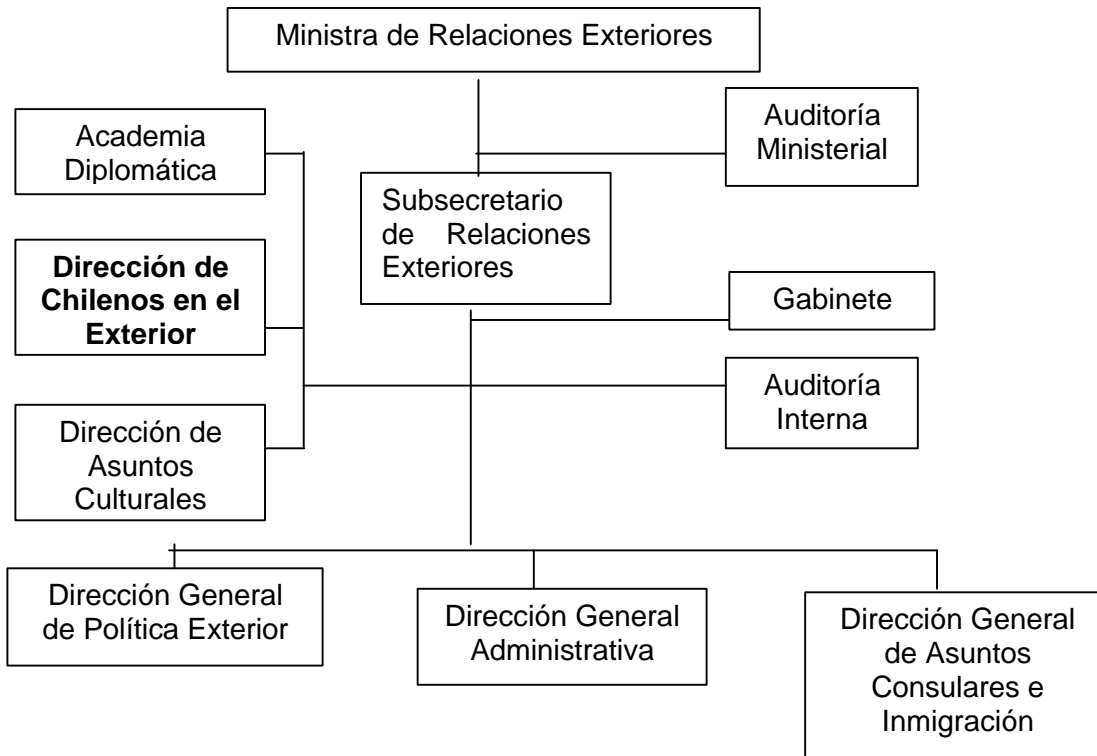 Ministra de Relaciones Exteriores
Academia
Diplomática
Auditoría
Ministerial
Subsecretario
de Relaciones
Exteriores
Dirección de
Chilenos en el
Exterior
Gabinete
Auditoría
Interna
Dirección de
Asuntos
Culturales
Dirección General
de Política Exterior
Dirección General
Administrativa
Dirección General
de Asuntos
Consulares e
Inmigración